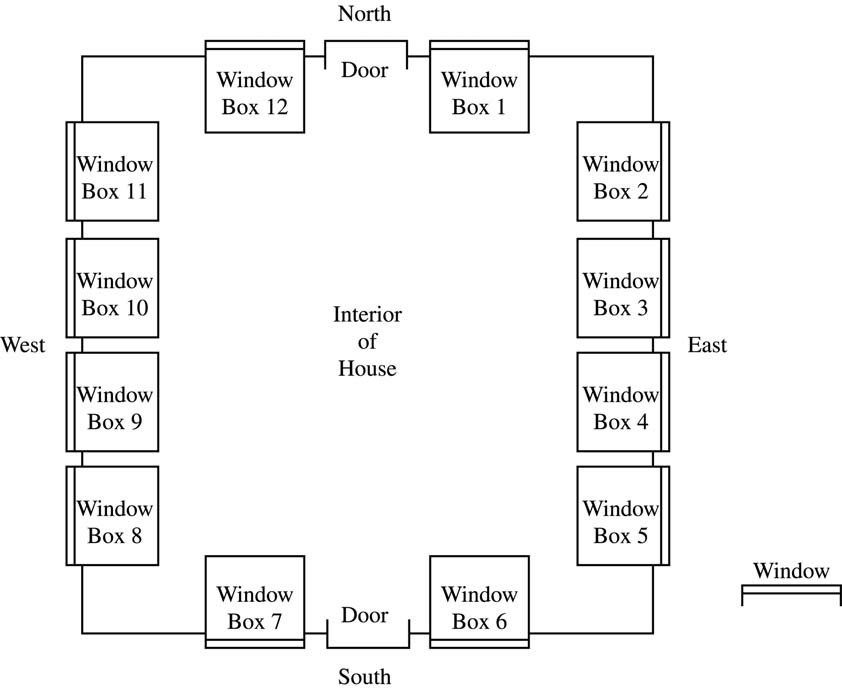 North
Window
Box 12
Door
Window
Box 1
Window
Box 11
Window
Box 2
Window
Box 10
Window
Box 3
West
Interior
of
House
East
Window
Box 9
Window
Box 4
Window
Box 8
Window
Box 5
Window
Window
Box 7
Door
Window
Box 6
South